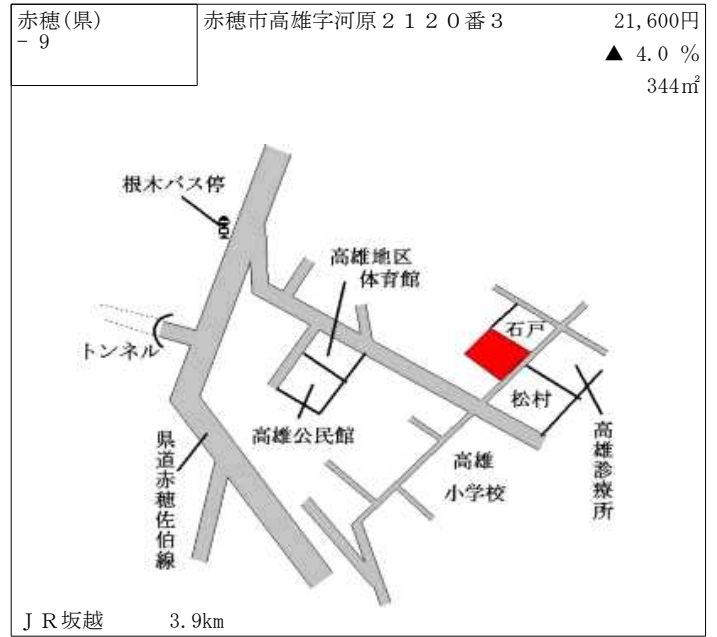 赤穂(県)
- 9
赤穂市高雄字河原２１２０番３
21,600円
▲ 4.0 %
344㎡
根木バス停
高雄地区
体育館
トンネル
石戸
松村
高雄公民館
高雄
小学校
高雄診療所
県道赤穂佐伯線
ＪＲ坂越 3.9km